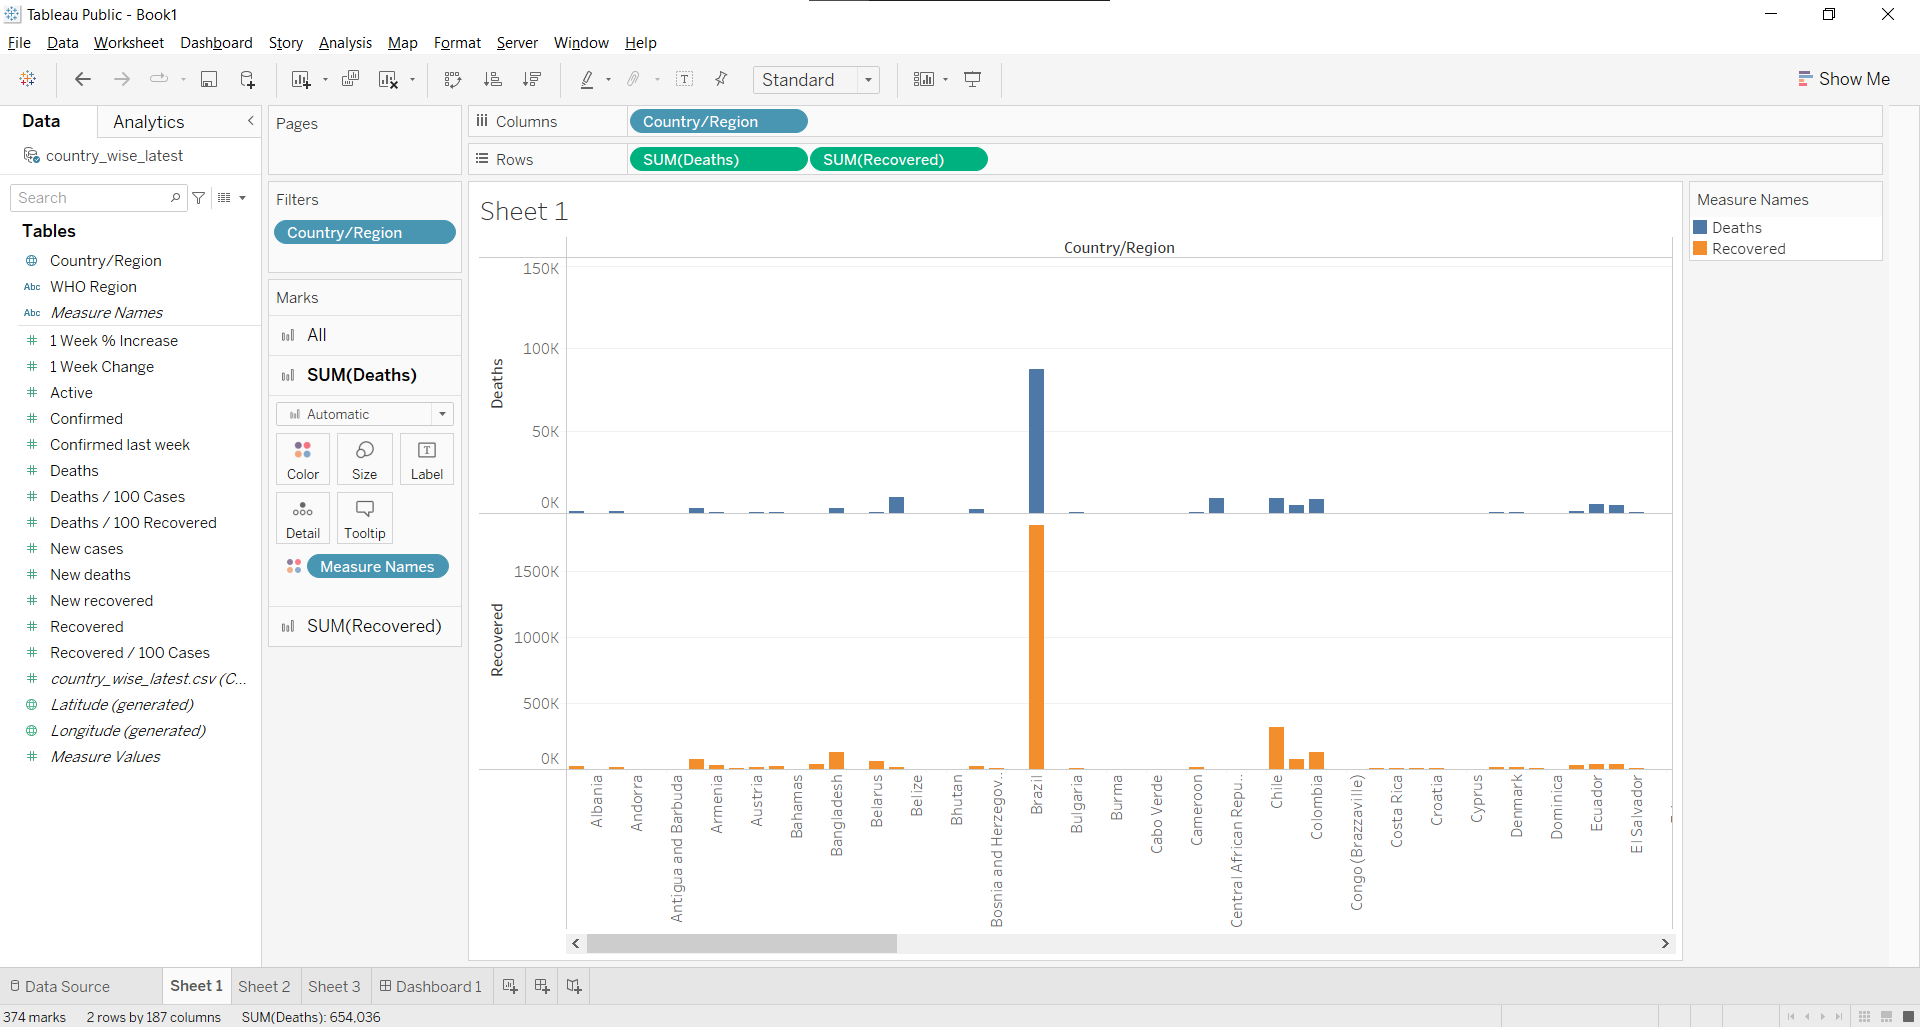 Tableau Public - Book1
File Data Worksheet Dashboard Story Analysis Map Format Server Window Help
Standard
Show Me
Data Analytics
country_wise_latest
Search
Tables
Country/Region
WHO Region
Measure Names
1 Week % Increase
1 Week Change
Active
Confirmed
Confirmed last week
Deaths
Deaths / 100 Cases
Deaths / 100 Recovered
New cases
New deaths
New recovered
Recovered
Recovered / 100 Cases
country_wise_latest.csv (C...
Latitude (generated)
Longitude (generated)
Measure Values
Pages
Filters
Country/Region
Marks
All
SUM(Deaths)
Automatic
Color Size Label
Detail Tooltip
Measure Names
SUM(Recovered)
Columns Country/Region
Rows SUM(Deaths) SUM(Recovered)
Sheet 1
Country/Region
150K
100K
50K
0K
Deaths
1500K
1000K
500K
0K
Recovered
Albania
Andorra
Antigua and Barbuda
Armenia
Austria
Bahamas
Bangladesh
Belarus
Belize
Bhutan
Bosnia and Herzegov..
Brazil
Bulgaria
Burma
Cabo Verde
Cameroon
Central African Repu..
Chile
Colombia
Congo (Brazzaville)
Costa Rica
Croatia
Cyprus
Denmark
Dominica
Ecuador
El Salvador
Measure Names
Deaths
Recovered
Data Source Sheet 1 Sheet 2 Sheet 3 Dashboard 1
374 marks 2 rows by 187 columns SUM(Deaths): 654,036